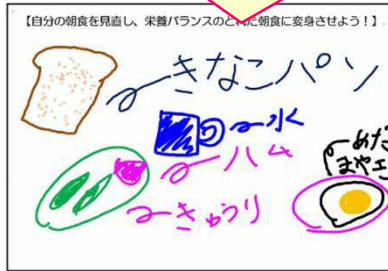 【自分の朝食を見直し、栄養バランスのとれた朝食に変身させよう！】
きなこパン
水
ハム
きゅうり
めだ
まやき